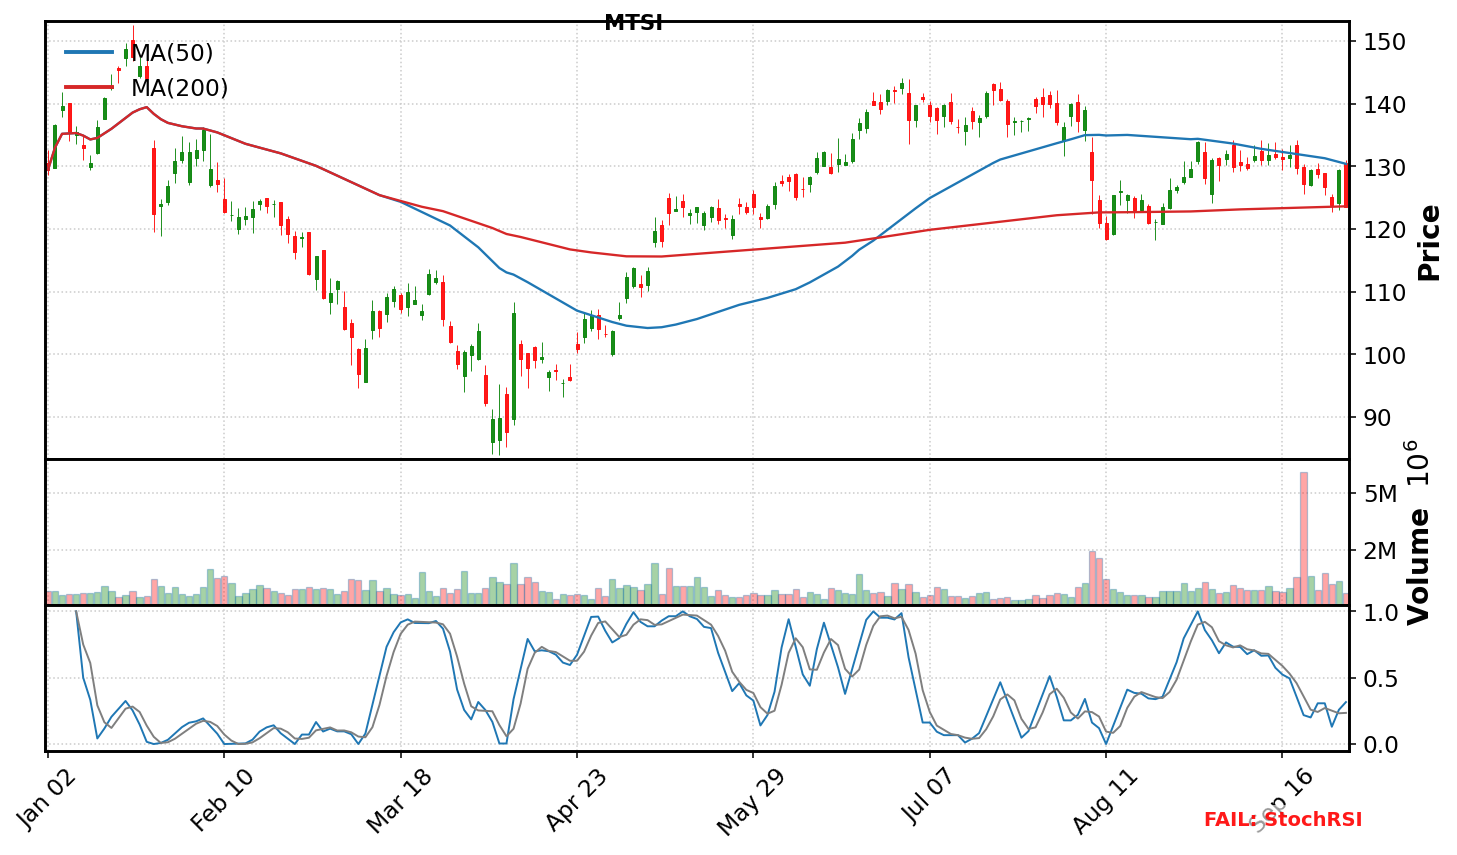 MTSI
MA(50)
MA(200)
150
140
130
120
110
100
90
Price
5M
2M
Volume 10^6
1.0
0.5
0.0
Jan 02
Feb 10
Mar 18
Apr 23
May 29
Jul 07
Aug 11
Sep 16
FAIL: StochRSI